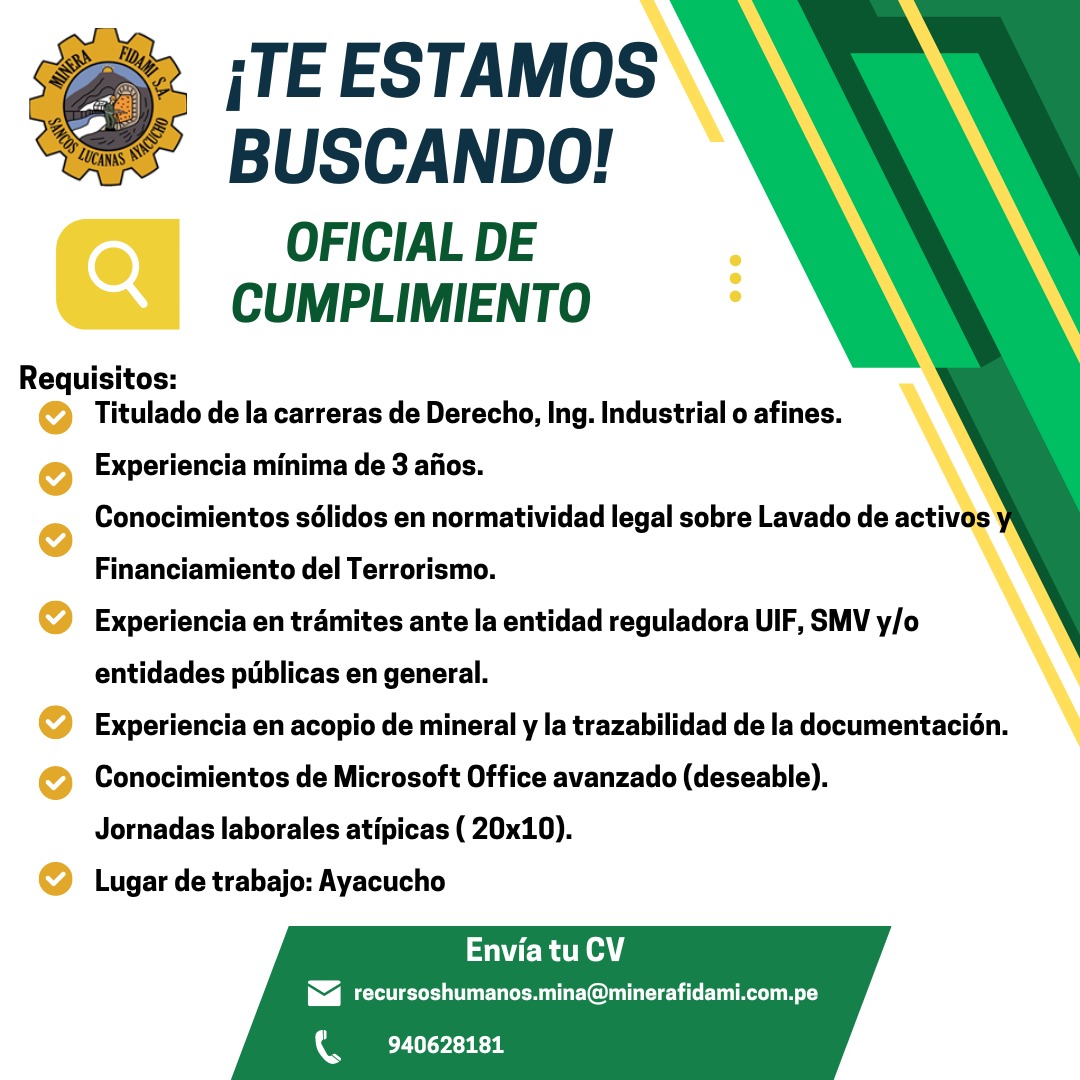 MINERA FIDAMI S.A.
SANCOS LUCANAS AYACUCHO
¡TE ESTAMOS
BUSCANDO!
OFICIAL DE
CUMPLIMIENTO
Requisitos:
Titulado de la carreras de Derecho, Ing. Industrial o afines.
Experiencia mínima de 3 años.
Conocimientos sólidos en normatividad legal sobre Lavado de activos y
Financiamiento del Terrorismo.
Experiencia en trámites ante la entidad reguladora UIF, SMV y/o
entidades públicas en general.
Experiencia en acopio de mineral y la trazabilidad de la documentación.
Conocimientos de Microsoft Office avanzado (deseable).
Jornadas laborales atípicas ( 20x10).
Lugar de trabajo: Ayacucho
Envía tu CV
recursoshumanos.mina@minerafidami.com.pe
940628181